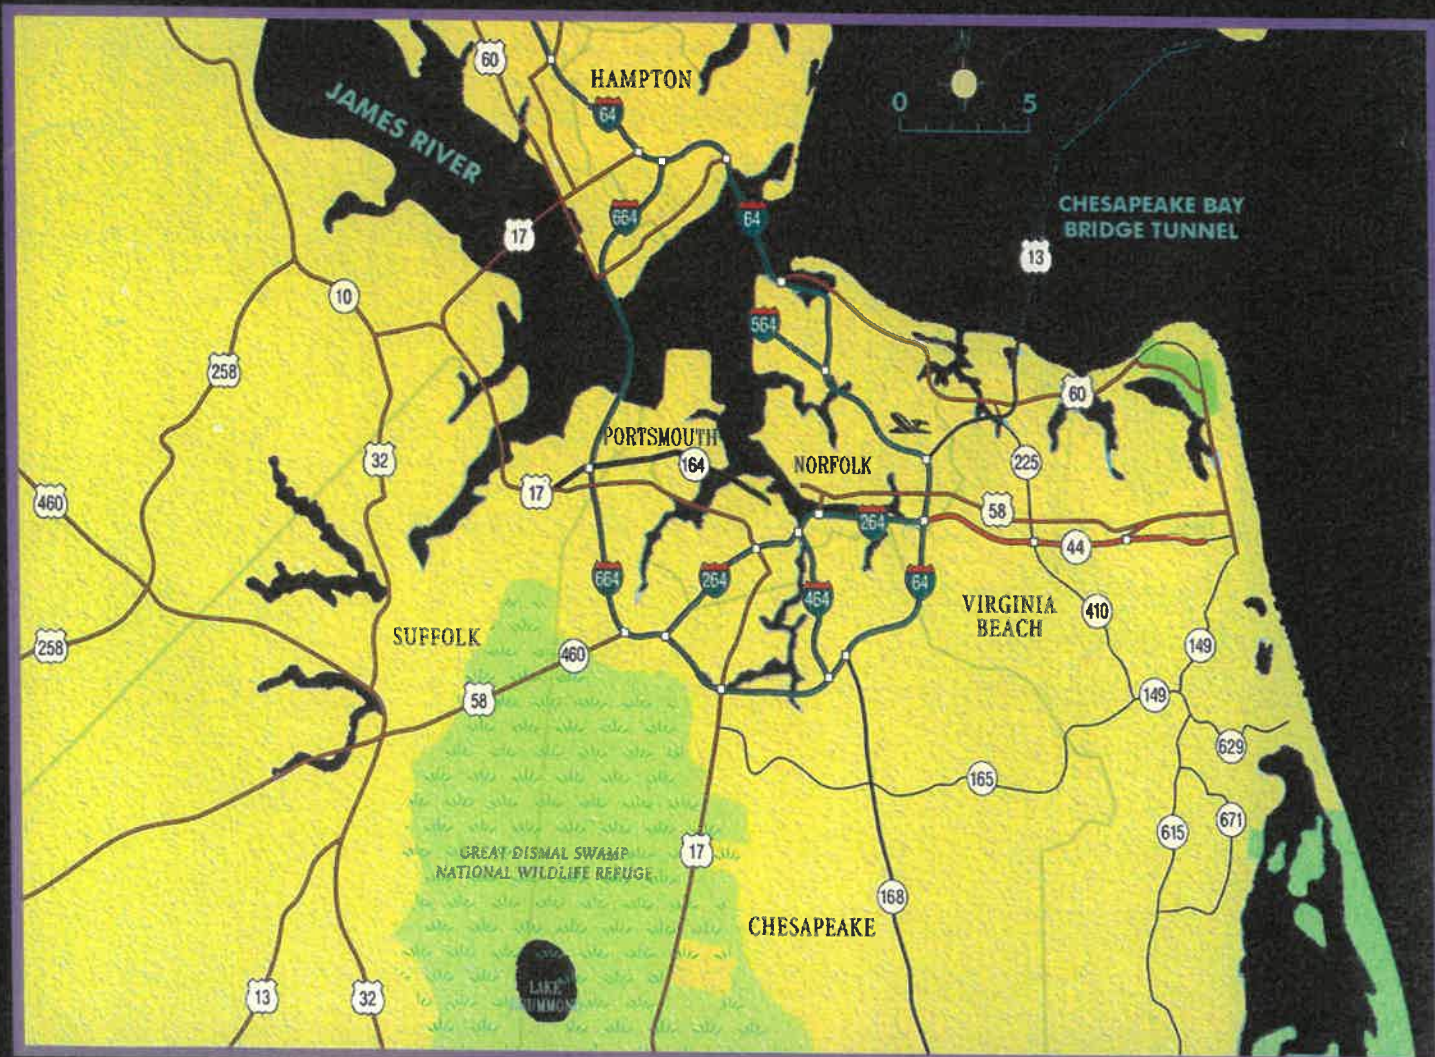 60
HAMPTON
N
0 5
JAMES RIVER
64
664
64
CHESAPEAKE BAY
BRIDGE TUNNEL
17
13
10
564
258
60
PORTSMOUTH
164
NORFOLK
225
32
460
17
58
264
44
664
264
464
64
VIRGINIA
BEACH
410
SUFFOLK
258
460
149
58
149
629
165
615
671
17
GREAT DISMAL SWAMP
NATIONAL WILDLIFE REFUGE
168
CHESAPEAKE
LAKE
13
32